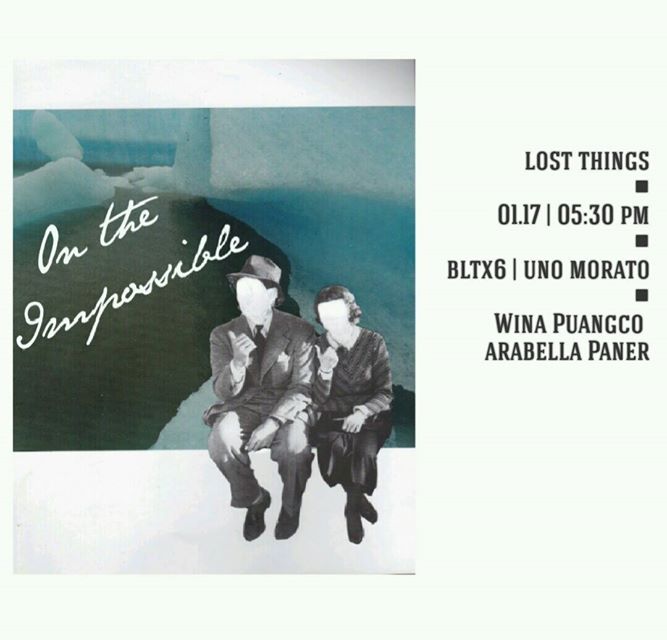 On the
Impossible
LOST THINGS
01.17 | 05:30 PM
BLTX6 | UNO MORATO
WINA PUANGCO
ARABELLA PANER